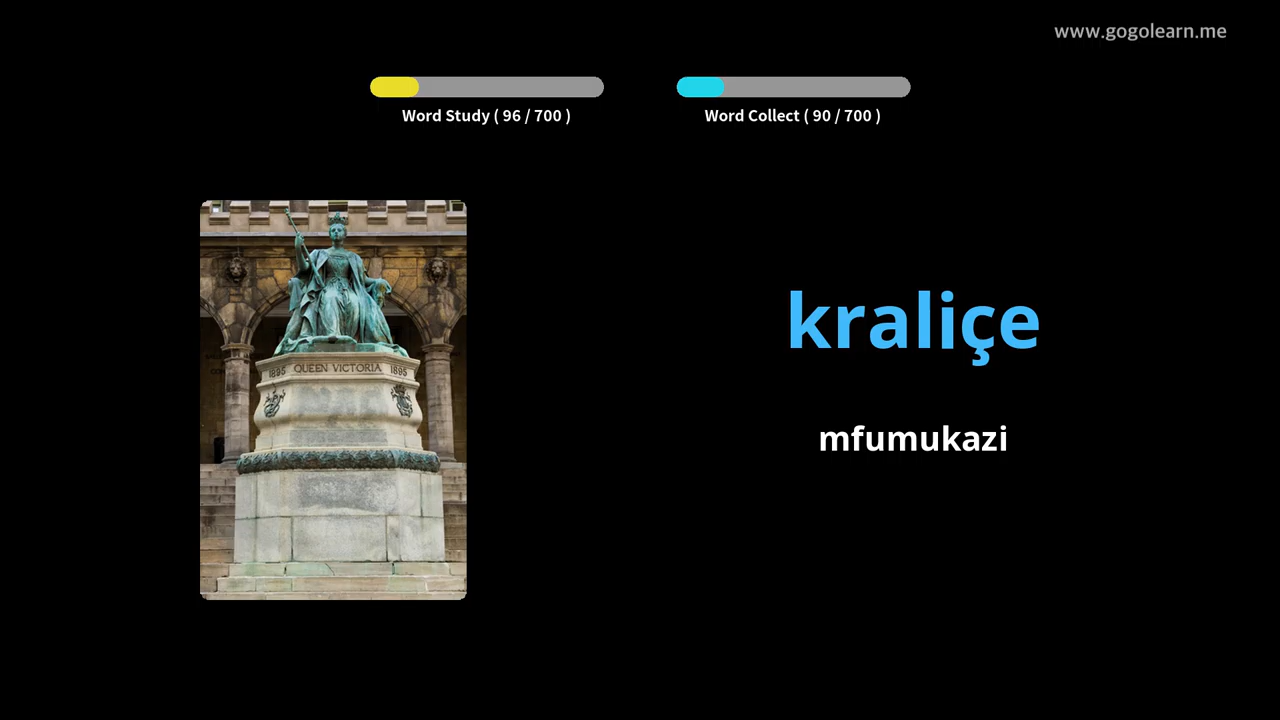 www.gogolearn.me
Word Study ( 96 / 700 )
Word Collect ( 90 / 700 )
1895 QUEEN VICTORIA 1895
kraliçe
mfumukazi